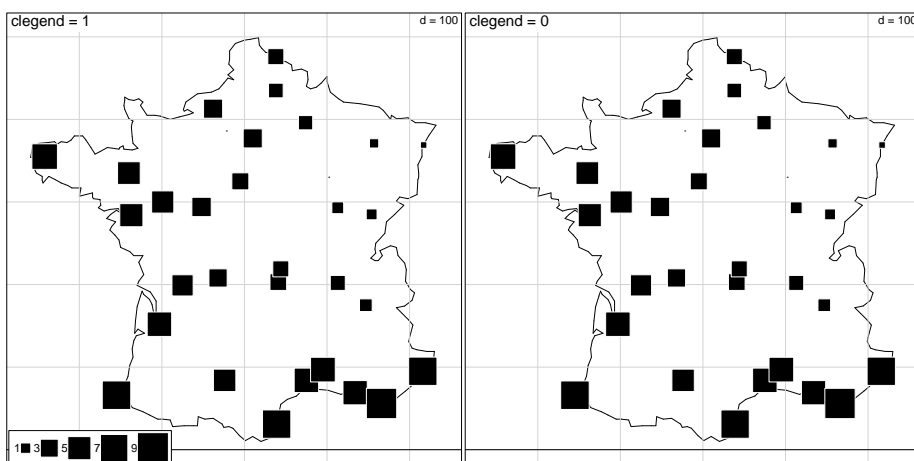 clegend = 1
d = 100
1 3 5 7 9
clegend = 0
d = 100